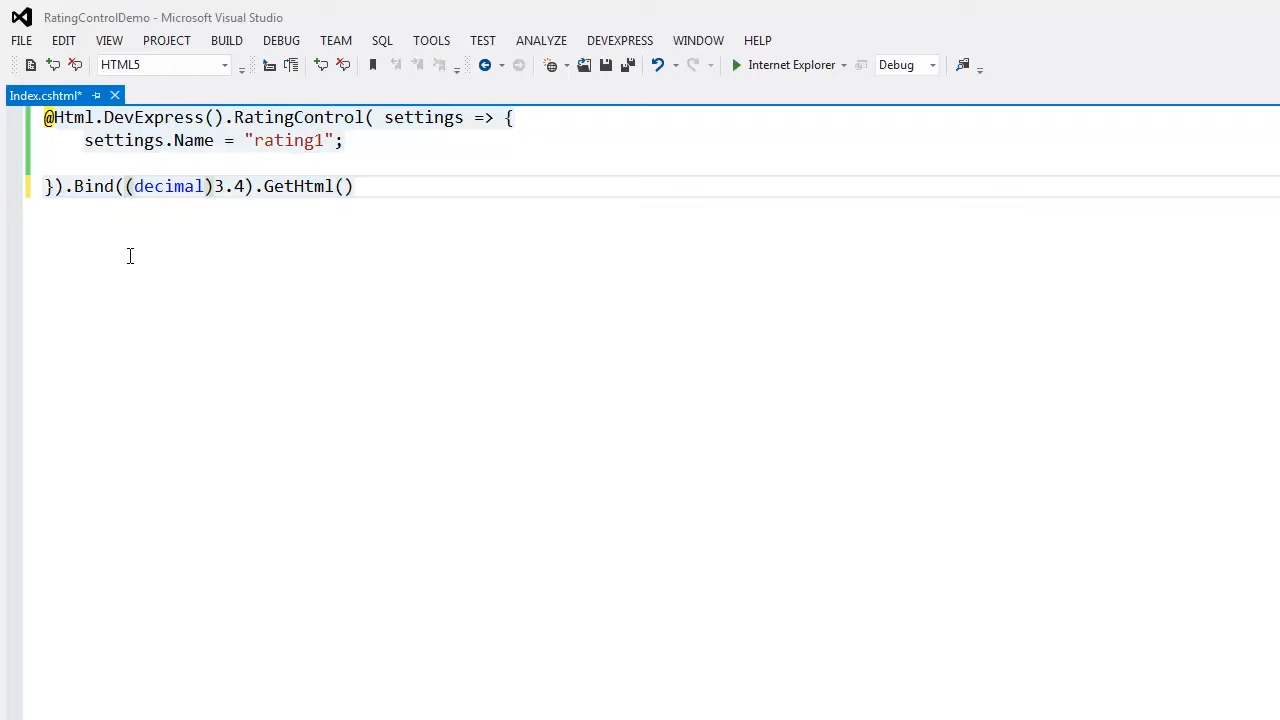 RatingControlDemo - Microsoft Visual Studio
FILE EDIT VIEW PROJECT BUILD DEBUG TEAM SQL TOOLS TEST ANALYZE DEVEXPRESS WINDOW HELP
HTML5 Internet Explorer Debug
Index.cshtml*
@Html.DevExpress().RatingControl( settings => {
settings.Name = "rating1";
}).Bind((decimal)3.4).GetHtml()